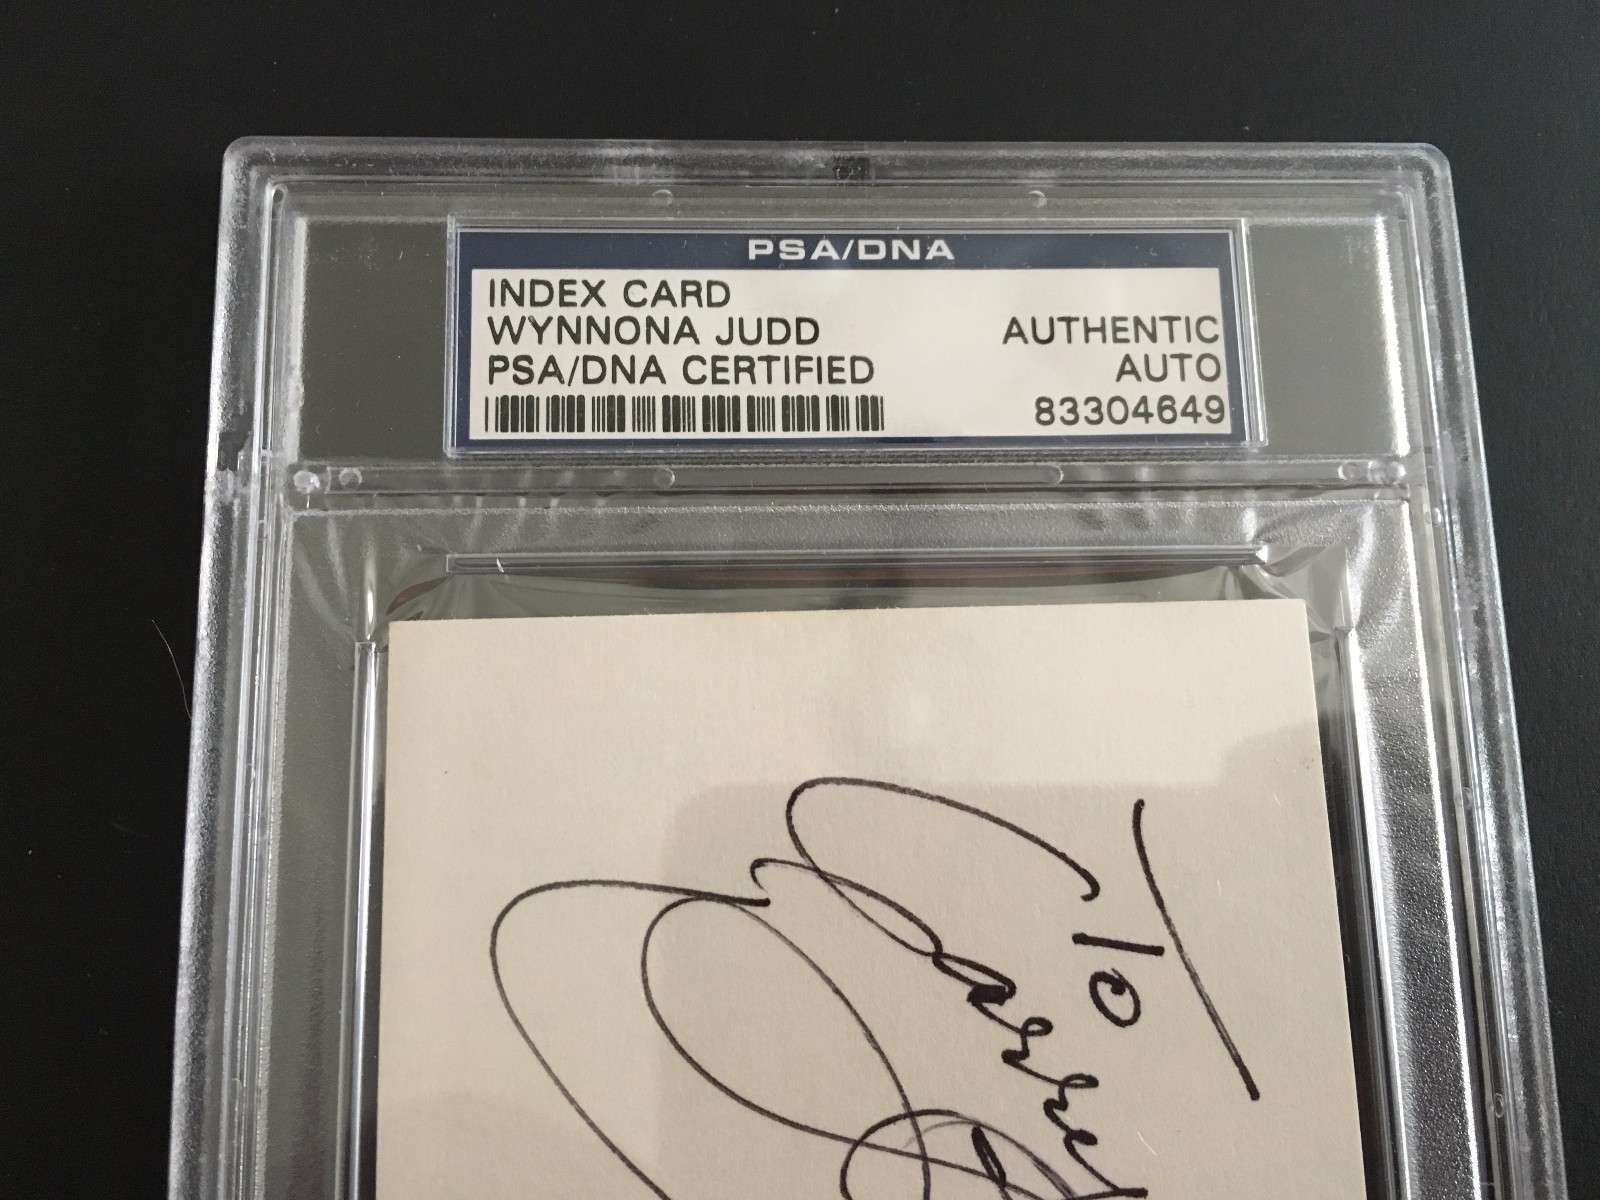 PSA/DNA
INDEX CARD
WYNNONA JUDD
PSA/DNA CERTIFIED
AUTHENTIC
AUTO
83304649
To